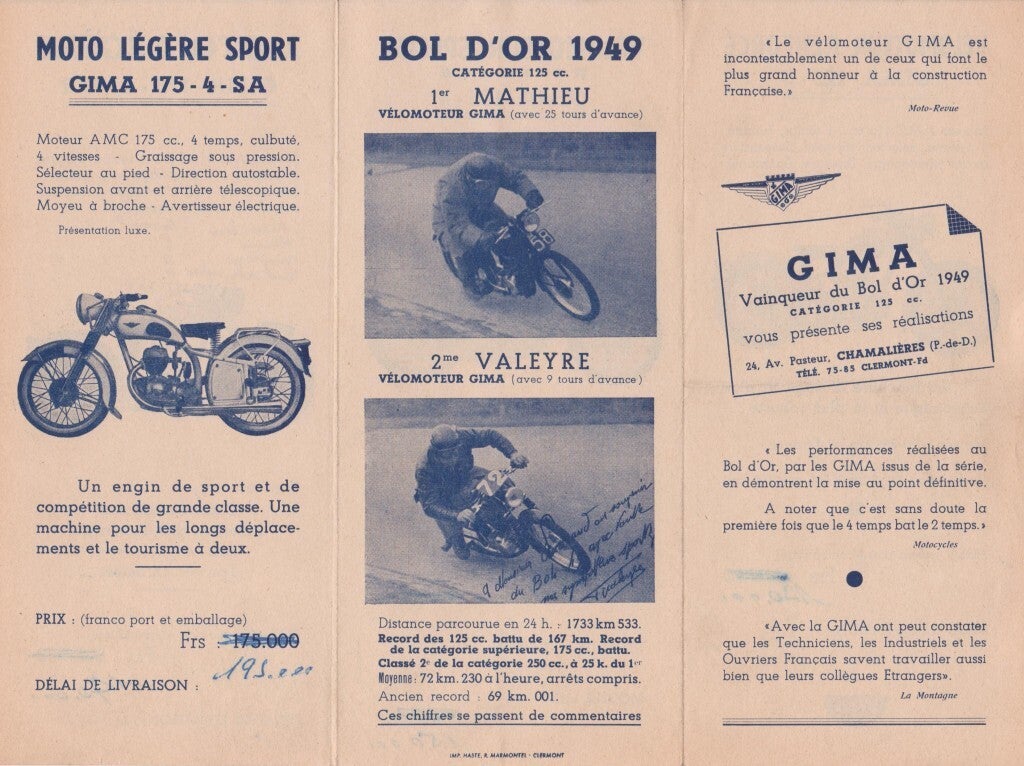 MOTO LÉGÈRE SPORT
GIMA 175-4-SA
Moteur AMC 175 cc., 4 temps, culbuté,
4 vitesses - Graissage sous pression.
Sélecteur au pied - Direction autostable.
Suspension avant et arrière télescopique.
Moyeu à broche - Avertisseur électrique.
Présentation luxe.
Un engin de sport et de
compétition de grande classe. Une
machine pour les longs déplace-
ments et le tourisme à deux.
PRIX : (franco port et emballage)
Frs : 175.000
195.000
DÉLAI DE LIVRAISON :
BOL D'OR 1949
CATÉGORIE 125 cc.
1er MATHIEU
VÉLOMOTEUR GIMA (avec 25 tours d'avance)
2me VALEYRE
VÉLOMOTEUR GIMA (avec 9 tours d'avance)
72
du Bol
Valeyre
Distance parcourue en 24 h. : 1733 km 533.
Record des 125 cc. battu de 167 km. Record
de la catégorie supérieure, 175 cc., battu.
Classé 2e de la catégorie 250 cc., à 25 k. du 1er
Moyenne : 72 km. 230 à l'heure, arrêts compris.
Ancien record : 69 km. 001.
Ces chiffres se passent de commentaires
IMP. HASTE, R. MARMONTEL - CLERMONT
« Le vélomoteur GIMA est
incontestablement un de ceux qui font le
plus grand honneur à la construction
Française.»
Moto-Revue
GIMA
GIMA
Vainqueur du Bol d'Or 1949
CATÉGORIE 125 cc.
vous présente ses réalisations
24, Av. Pasteur, CHAMALIÈRES (P.-de-D.)
TÉLÉ. 75-85 CLERMONT-Fd
« Les performances réalisées au
Bol d'Or, par les GIMA issus de la série,
en démontrent la mise au point définitive.
A noter que c'est sans doute la
première fois que le 4 temps bat le 2 temps.»
Motocycles
«Avec la GIMA ont peut constater
que les Techniciens, les Industriels et les
Ouvriers Français savent travailler aussi
bien que leurs collègues Etrangers».
La Montagne